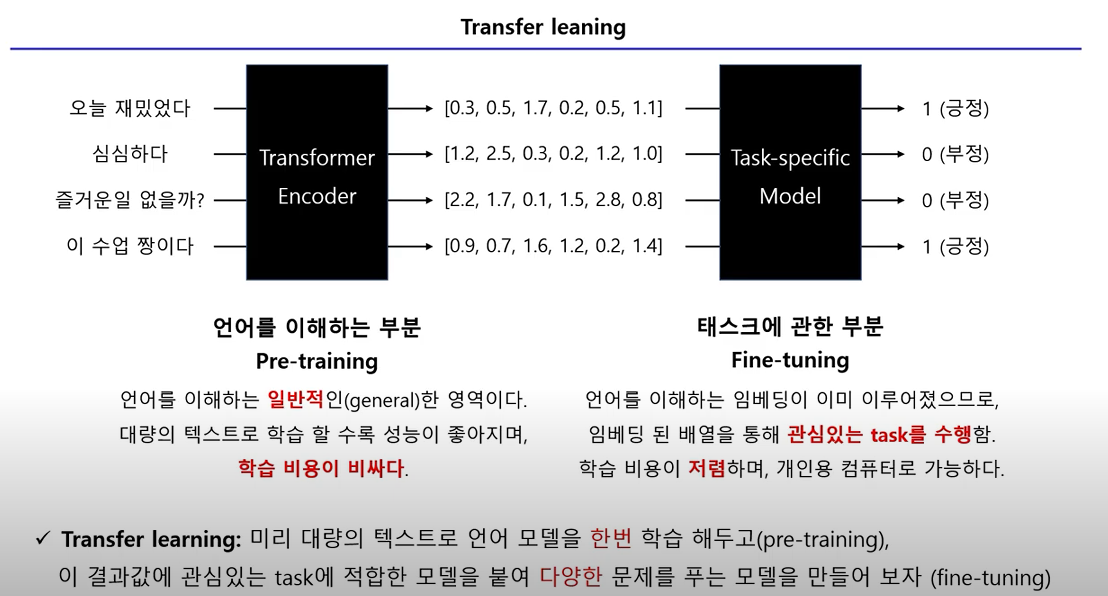 Transfer leaning
오늘 재밌었다
심심하다
즐거운일 없을까?
이 수업 짱이다
Transformer
Encoder
[0.3, 0.5, 1.7, 0.2, 0.5, 1.1]
[1.2, 2.5, 0.3, 0.2, 1.2, 1.0]
[2.2, 1.7, 0.1, 1.5, 2.8, 0.8]
[0.9, 0.7, 1.6, 1.2, 0.2, 1.4]
Task-specific
Model
1 (긍정)
0 (부정)
0 (부정)
1 (긍정)
언어를 이해하는 부분
Pre-training
언어를 이해하는 일반적인(general)한 영역이다.
대량의 텍스트로 학습 할 수록 성능이 좋아지며,
학습 비용이 비싸다.
태스크에 관한 부분
Fine-tuning
언어를 이해하는 임베딩이 이미 이루어졌으므로,
임베딩 된 배열을 통해 관심있는 task를 수행함.
학습 비용이 저렴하며, 개인용 컴퓨터로 가능하다.
✓ Transfer learning: 미리 대량의 텍스트로 언어 모델을 한번 학습 해두고(pre-training),
이 결과값에 관심있는 task에 적합한 모델을 붙여 다양한 문제를 푸는 모델을 만들어 보자 (fine-tuning)